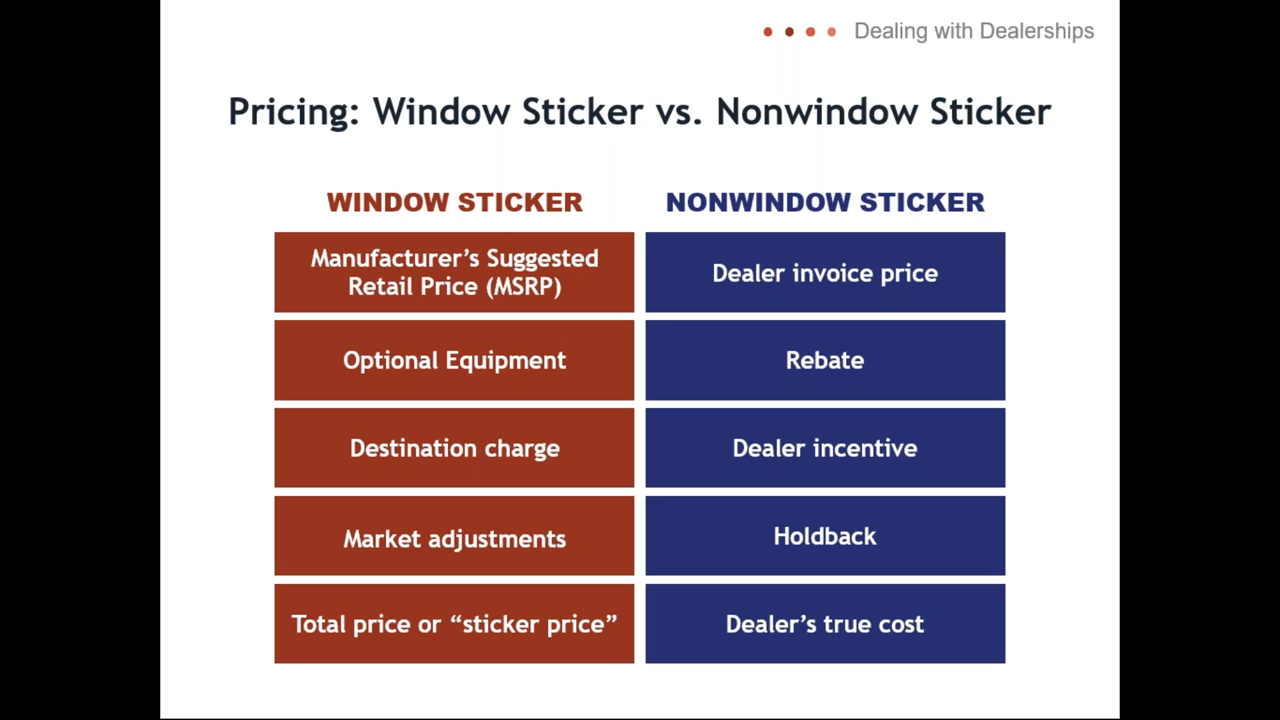 Dealing with Dealerships
Pricing: Window Sticker vs. Nonwindow Sticker
WINDOW STICKER
Manufacturer’s Suggested
Retail Price (MSRP)
Optional Equipment
Destination charge
Market adjustments
Total price or “sticker price”
NONWINDOW STICKER
Dealer invoice price
Rebate
Dealer incentive
Holdback
Dealer’s true cost